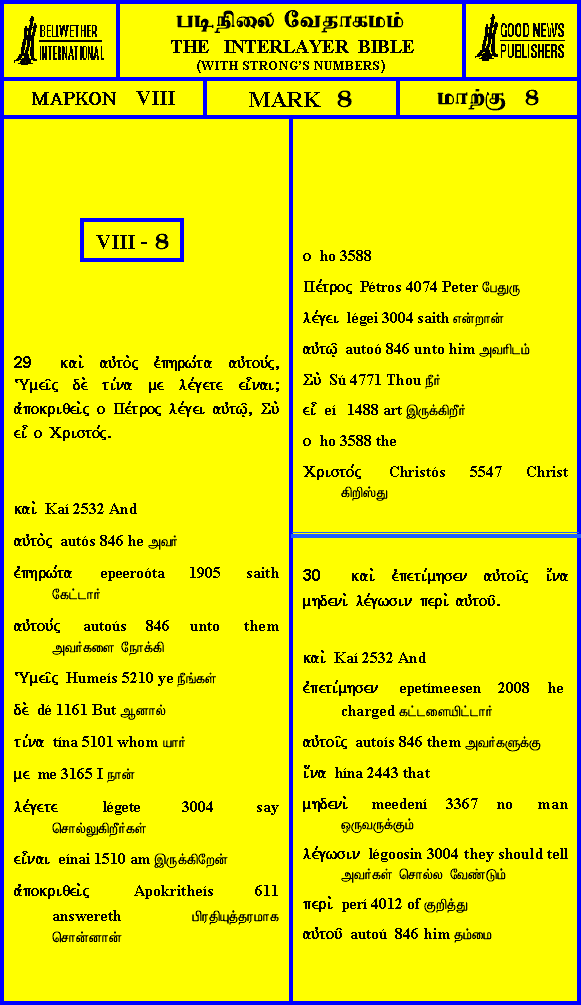 BELLWETHER
INTERNATIONAL
படிநிலை வேதாகமம்
THE INTERLAYER BIBLE
(WITH STRONG'S NUMBERS)
GOOD NEWS
PUBLISHERS
ΜΑΡΚΟΝ VIII
MARK 8
மாற்கு 8
VIII - 8
29 καὶ αὐτὸς ἐπηρώτα αὐτούς,
Ὑμεῖς δὲ τίνα με λέγετε εἶναι;
ἀποκριθεὶς ο Πέτρος λέγει αὐτῷ, Σὺ
εἶ ο Χριστός.
καὶ Kaí 2532 And
αὐτὸς autós 846 he அவர்
ἐπηρώτα epeeroóta 1905 saith
கேட்டார்
αὐτούς autoús 846 unto them
அவர்களை நோக்கி
Ὑμεῖς Humeís 5210 ye நீங்கள்
δὲ dé 1161 But ஆனால்
τίνα tína 5101 whom யார்
με me 3165 I நான்
λέγετε légete 3004 say
சொல்லுகிறீர்கள்
εἶναι eínai 1510 am இருக்கிறேன்
ἀποκριθεὶς Apokritheís 611
answereth பிரதியுத்தரமாக
சொன்னான்
ο ho 3588
Πέτρος Pétros 4074 Peter பேதுரு
λέγει légei 3004 saith என்றான்
αὐτῷ autoó 846 unto him அவரிடம்
Σὺ Sú 4771 Thou நீர்
εἶ eí 1488 art இருக்கிறீர்
ο ho 3588 the
Χριστός Christós 5547 Christ
கிறிஸ்து
30 καὶ ἐπετίμησεν αὐτοῖς ἵνα
μηδενὶ λέγωσιν περὶ αὐτοῦ.
καὶ Kaí 2532 And
ἐπετίμησεν epetímeesen 2008 he
charged கட்டளையிட்டார்
αὐτοῖς autoís 846 them அவர்களுக்கு
ἵνα hína 2443 that
μηδενὶ meedení 3367 no man
ஒருவருக்கும்
λέγωσιν légoosin 3004 they should tell
அவர்கள் சொல்ல வேண்டும்
περὶ perí 4012 of குறித்து
αὐτοῦ autoú 846 him தம்மை